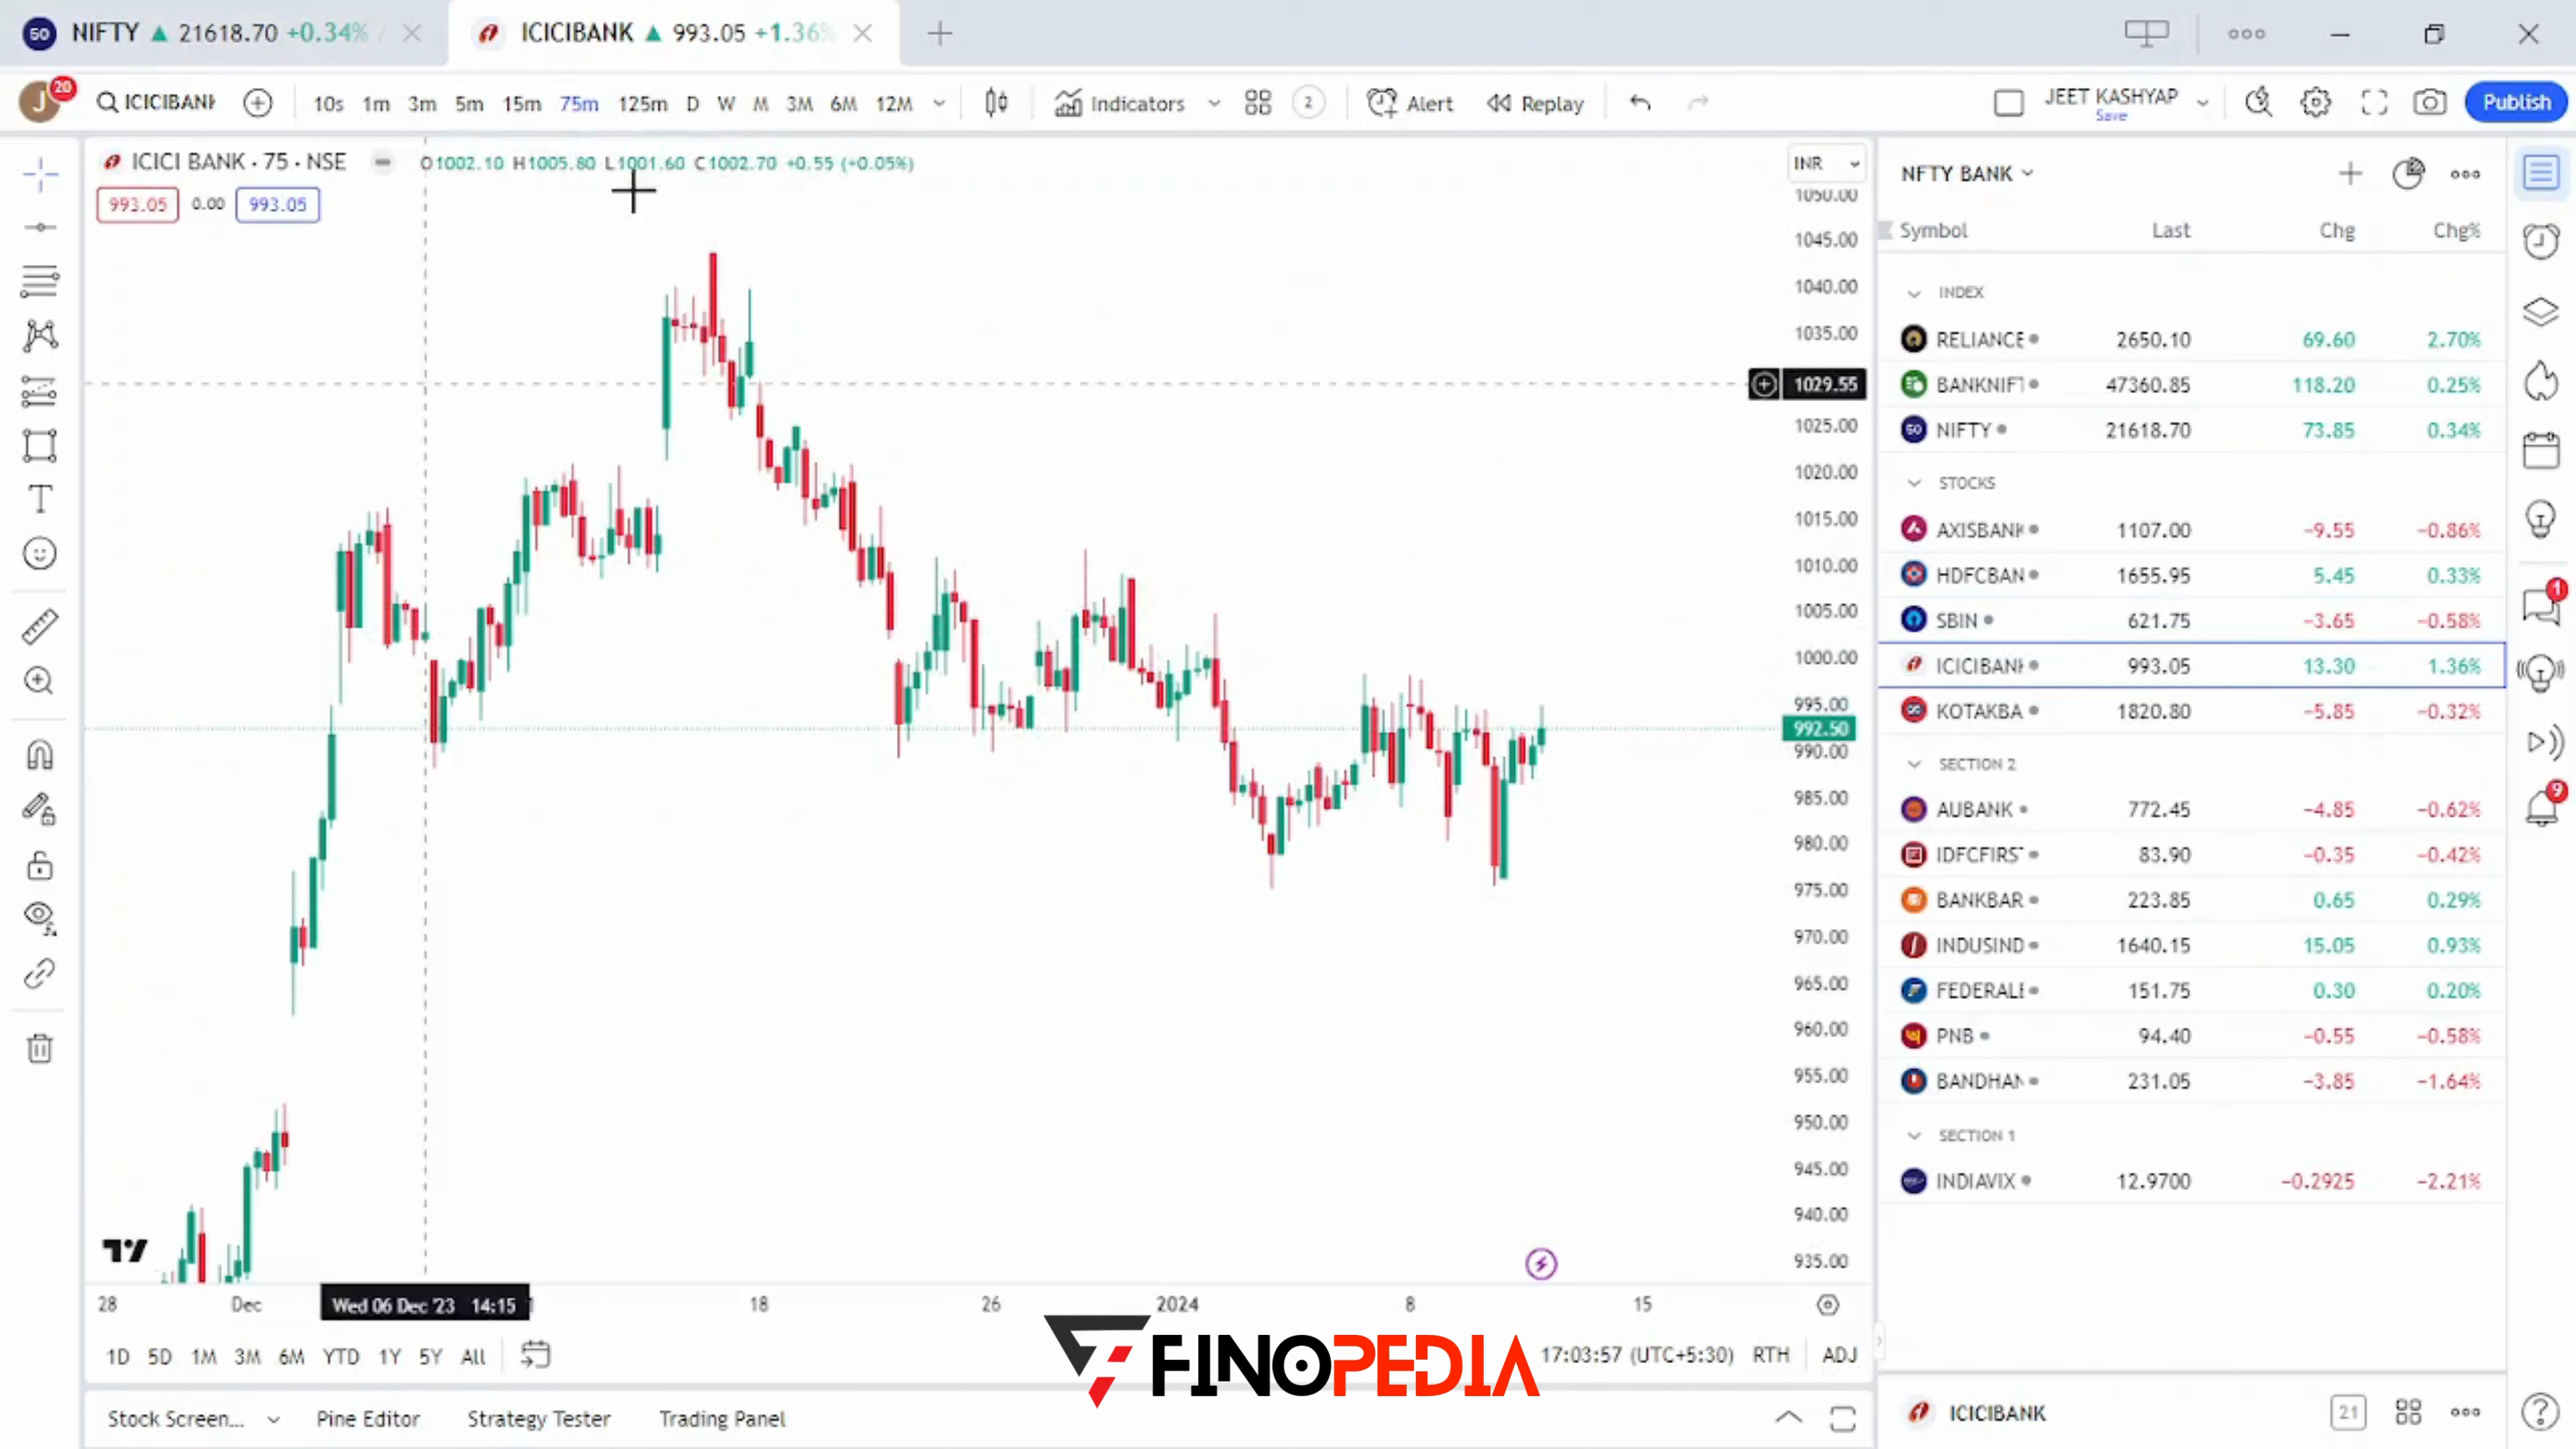 50 NIFTY ▲ 21618.70 +0.34% / ICICIBANK ▲ 993.05 +1.36%
J 20 ICICIBANK 10s 1m 3m 5m 15m 75m 125m D W M 3M 6M 12M Indicators 2 Alert Replay JEET KASHYAP Save Publish
ICICI BANK · 75 · NSE O1002.10 H1005.80 L1001.60 C1002.70 +0.55 (+0.05%)
993.05 0.00 993.05
INR
1050.00
1045.00
1040.00
1035.00
1029.55
1025.00
1020.00
1015.00
1010.00
1005.00
1000.00
995.00
992.50
990.00
985.00
980.00
975.00
970.00
965.00
960.00
955.00
950.00
945.00
940.00
935.00
28 Dec Wed 06 Dec '23 14:15 18 26 2024 8 15
1D 5D 1M 3M 6M YTD 1Y 5Y All
FINOPEDIA
17:03:57 (UTC+5:30) RTH ADJ
Stock Screen... Pine Editor Strategy Tester Trading Panel
NFTY BANK
Symbol Last Chg Chg%
INDEX
RELIANCE 2650.10 69.60 2.70%
BANKNIFT 47360.85 118.20 0.25%
50 NIFTY 21618.70 73.85 0.34%
STOCKS
AXISBANK 1107.00 −9.55 −0.86%
HDFCBAN 1655.95 5.45 0.33%
SBIN 621.75 −3.65 −0.58%
ICICIBANK 993.05 13.30 1.36%
KOTAKBA 1820.80 −5.85 −0.32%
SECTION 2
AUBANK 772.45 −4.85 −0.62%
IDFCFIRST 83.90 −0.35 −0.42%
BANKBAR 223.85 0.65 0.29%
INDUSIND 1640.15 15.05 0.93%
FEDERALB 151.75 0.30 0.20%
PNB 94.40 −0.55 −0.58%
BANDHAN 231.05 −3.85 −1.64%
SECTION 1
INDIAVIX 12.9700 −0.2925 −2.21%
ICICIBANK 21
1
9